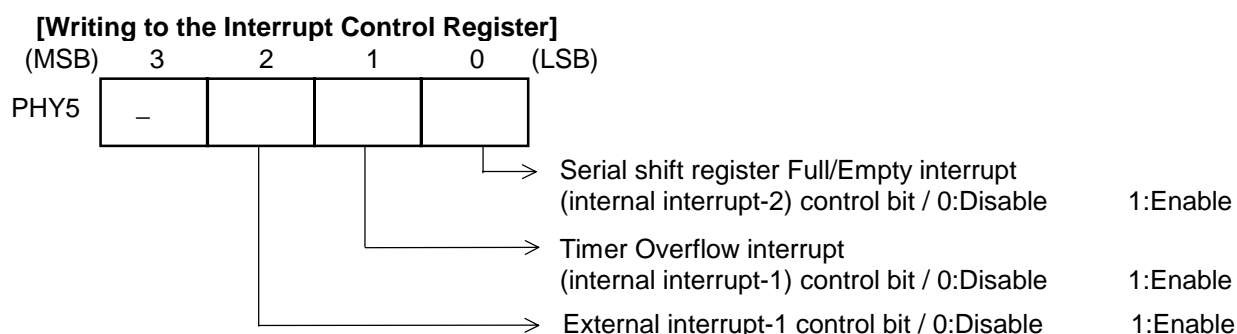 [Writing to the Interrupt Control Register]
(MSB) 3 2 1 0 (LSB)
PHY5 _
Serial shift register Full/Empty interrupt
(internal interrupt-2) control bit / 0:Disable 1:Enable
Timer Overflow interrupt
(internal interrupt-1) control bit / 0:Disable 1:Enable
External interrupt-1 control bit / 0:Disable 1:Enable